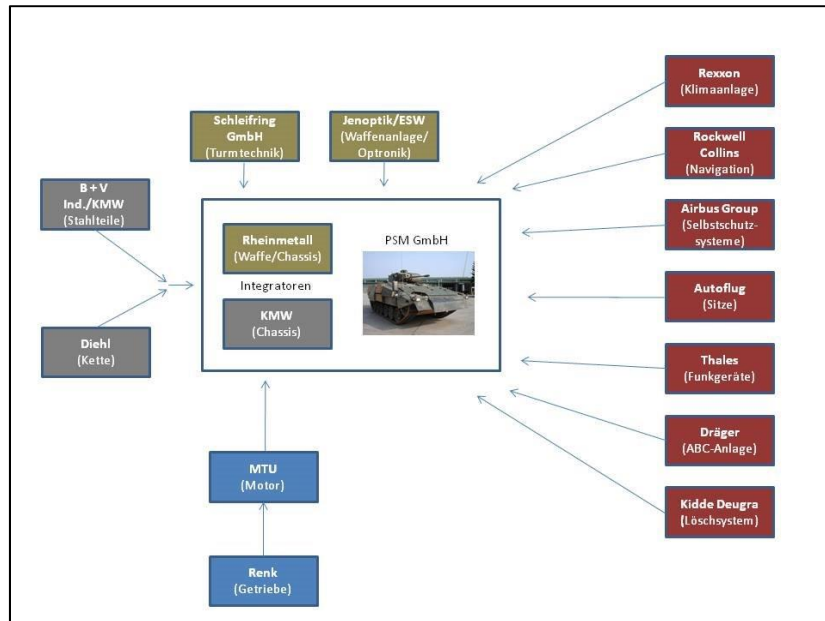 Schleifring
GmbH
(Turmtechnik)
Jenoptik/ESW
(Waffenanlage/
Optronik)
B + V
Ind./KMW
(Stahlteile)
Diehl
(Kette)
Rheinmetall
(Waffe/Chassis)
Integratoren
KMW
(Chassis)
PSM GmbH
MTU
(Motor)
Renk
(Getriebe)
Rexxon
(Klimaanlage)
Rockwell
Collins
(Navigation)
Airbus Group
(Selbstschutz-
systeme)
Autoflug
(Sitze)
Thales
(Funkgeräte)
Dräger
(ABC-Anlage)
Kidde Deugra
(Löschsystem)